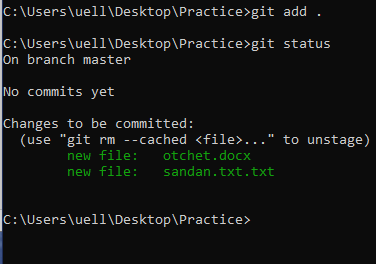 C:\Users\uell\Desktop\Practice>git add .
C:\Users\uell\Desktop\Practice>git status
On branch master
No commits yet
Changes to be committed:
(use "git rm --cached <file>..." to unstage)
new file:   otchet.docx
new file:   sandan.txt.txt
C:\Users\uell\Desktop\Practice>